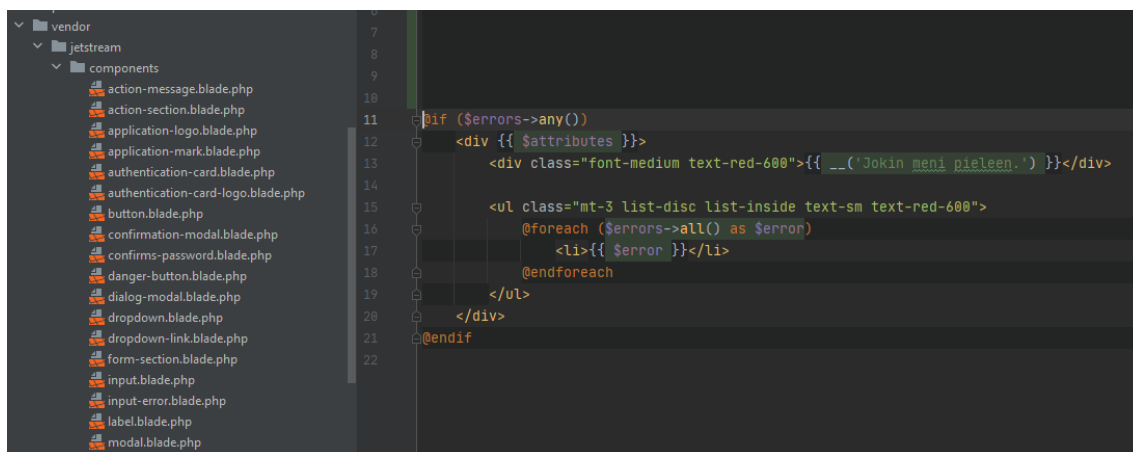 vendor
jetstream
components
action-message.blade.php
action-section.blade.php
application-logo.blade.php
application-mark.blade.php
authentication-card.blade.php
authentication-card-logo.blade.php
button.blade.php
confirmation-modal.blade.php
confirms-password.blade.php
danger-button.blade.php
dialog-modal.blade.php
dropdown.blade.php
dropdown-link.blade.php
form-section.blade.php
input.blade.php
input-error.blade.php
label.blade.php
modal.blade.php
7
8
9
10
11 @if ($errors->any())
12 <div {{ $attributes }}>
13 <div class="font-medium text-red-600">{{ __('Jokin meni pieleen.') }}</div>
14
15 <ul class="mt-3 list-disc list-inside text-sm text-red-600">
16 @foreach ($errors->all() as $error)
17 <li>{{ $error }}</li>
18 @endforeach
19 </ul>
20 </div>
21 @endif
22